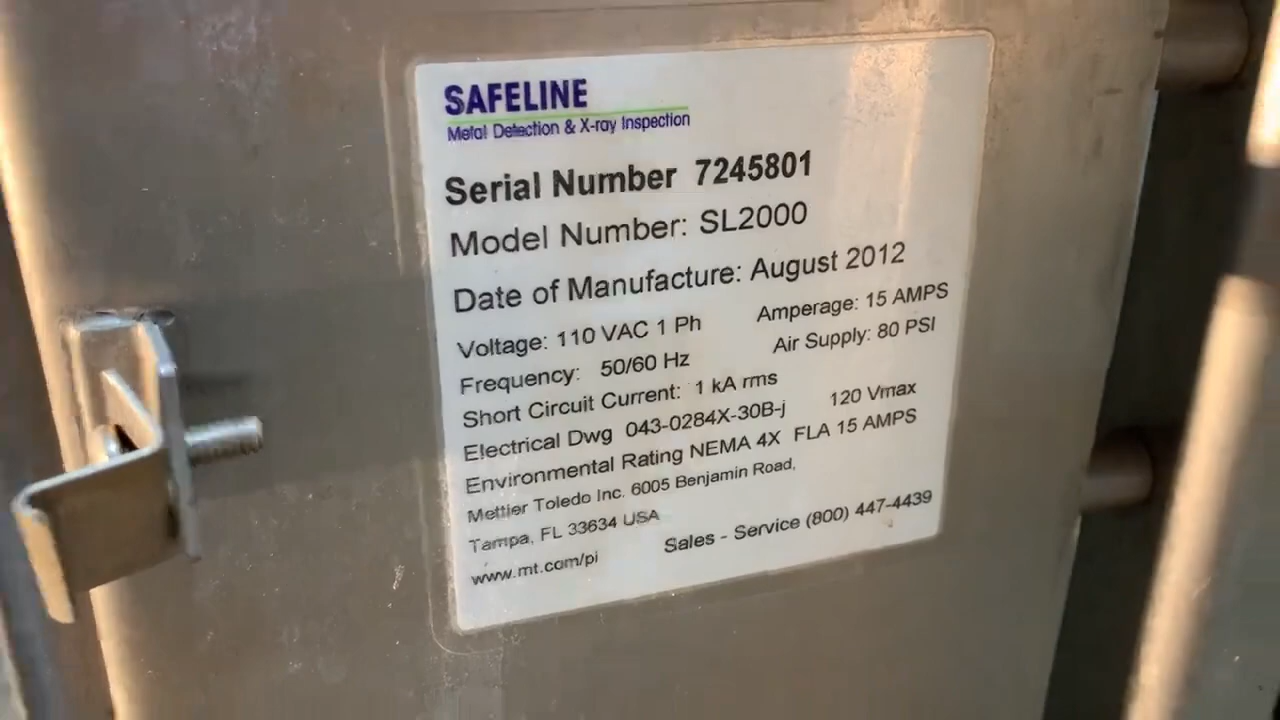 SAFELINE
Metal Detection & X-ray Inspection
Serial Number 7245801
Model Number: SL2000
Date of Manufacture: August 2012
Voltage: 110 VAC 1 Ph Amperage: 15 AMPS
Frequency: 50/60 Hz Air Supply: 80 PSI
Short Circuit Current: 1 kA rms
Electrical Dwg 043-0284X-30B-j 120 Vmax
Environmental Rating NEMA 4X FLA 15 AMPS
Mettler Toledo Inc. 6005 Benjamin Road,
Tampa, FL 33634 USA
www.mt.com/pi Sales - Service (800) 447-4439